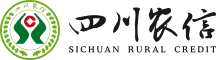 四川农信
SICHUAN RURAL CREDIT